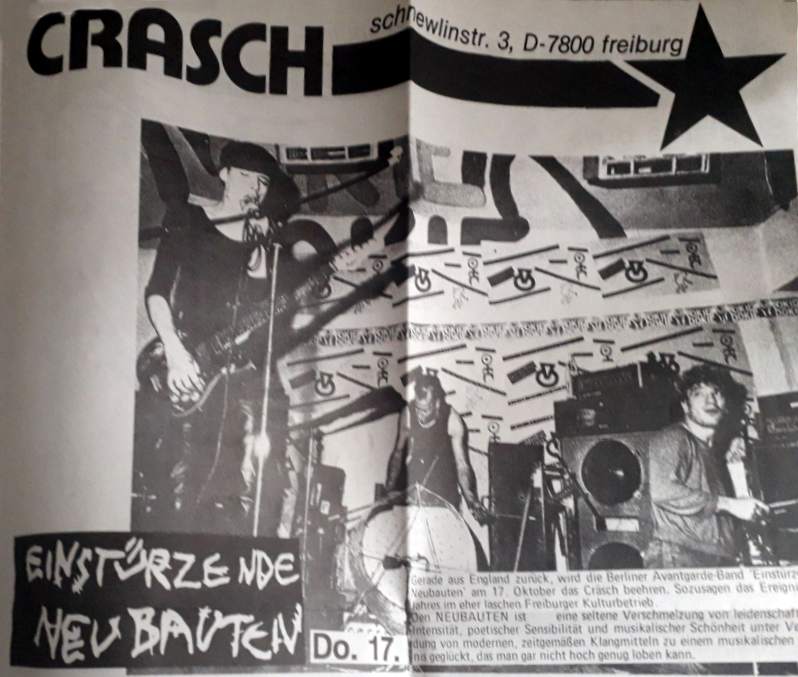 CRASCH
schnewlinstr. 3, D-7800 freiburg
EINSTÜRZENDE
NEUBAUTEN
Do. 17.
Gerade aus England zurück, wird die Berliner Avantgarde-Band "Einstürz
Neubauten" am 17. Oktober das Cräsch beehren. Sozusagen das Ereigni
Jahres im eher laschen Freiburger Kulturbetrieb
Den NEUBAUTEN ist eine seltene Verschmelzung von leidenschaft
Intensität, poetischer Sensibilität und musikalischer Schönheit unter Ve
dung von modernen, zeitgemäßen Klangmitteln zu einem musikalischen
nis geglückt, das man gar nicht hoch genug loben kann.